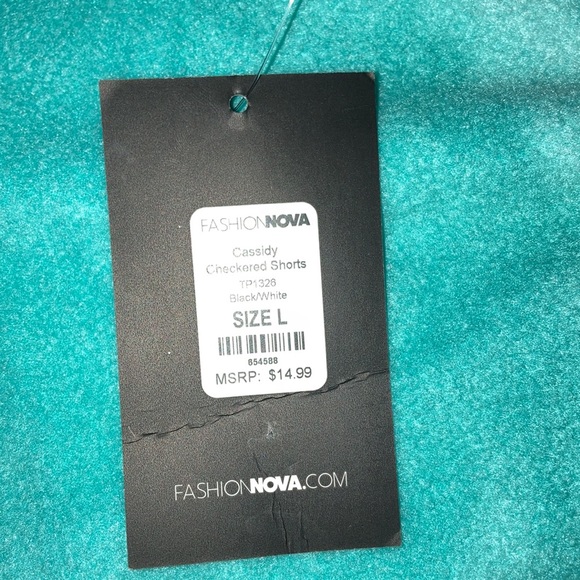 FASHIONNOVA
Cassidy
Checkered Shorts
TP1326
Black/White
SIZE L
654588
MSRP: $14.99
FASHIONNOVA.COM